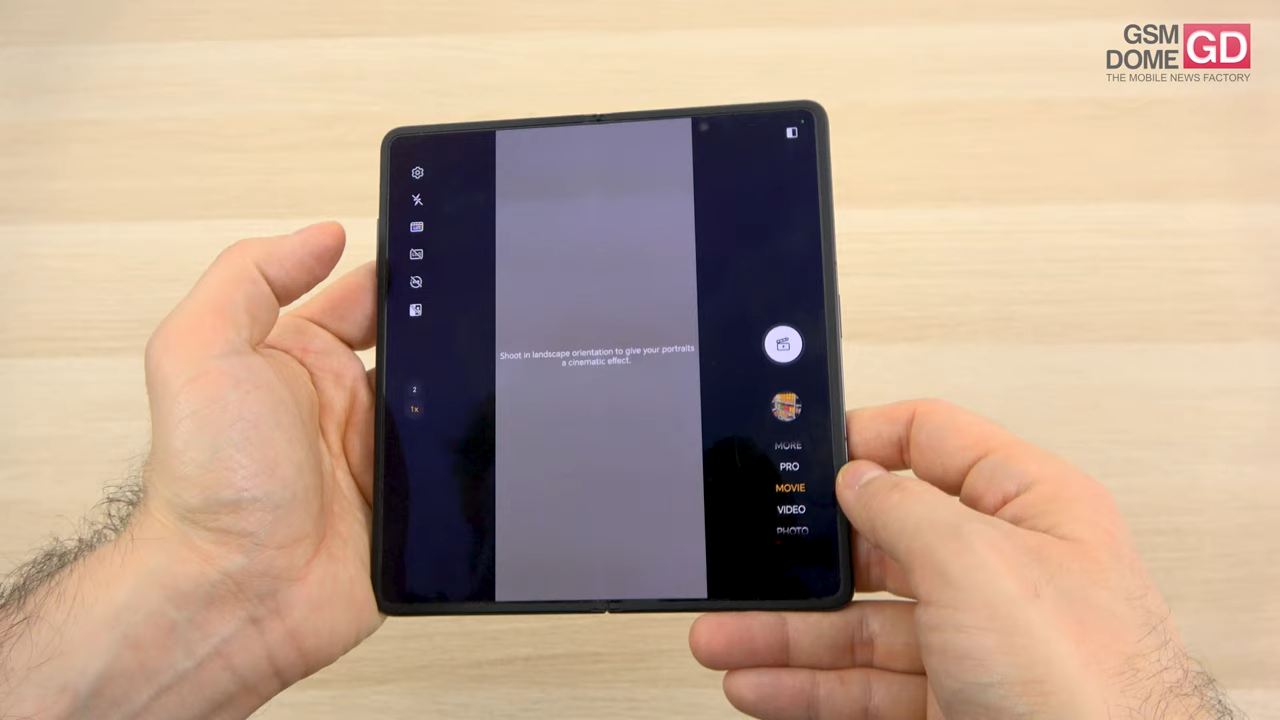 GSM
DOME GD
THE MOBILE NEWS FACTORY
Shoot in landscape orientation to give your portraits
a cinematic effect.
2
1x
MORE
PRO
MOVIE
VIDEO
PHOTO